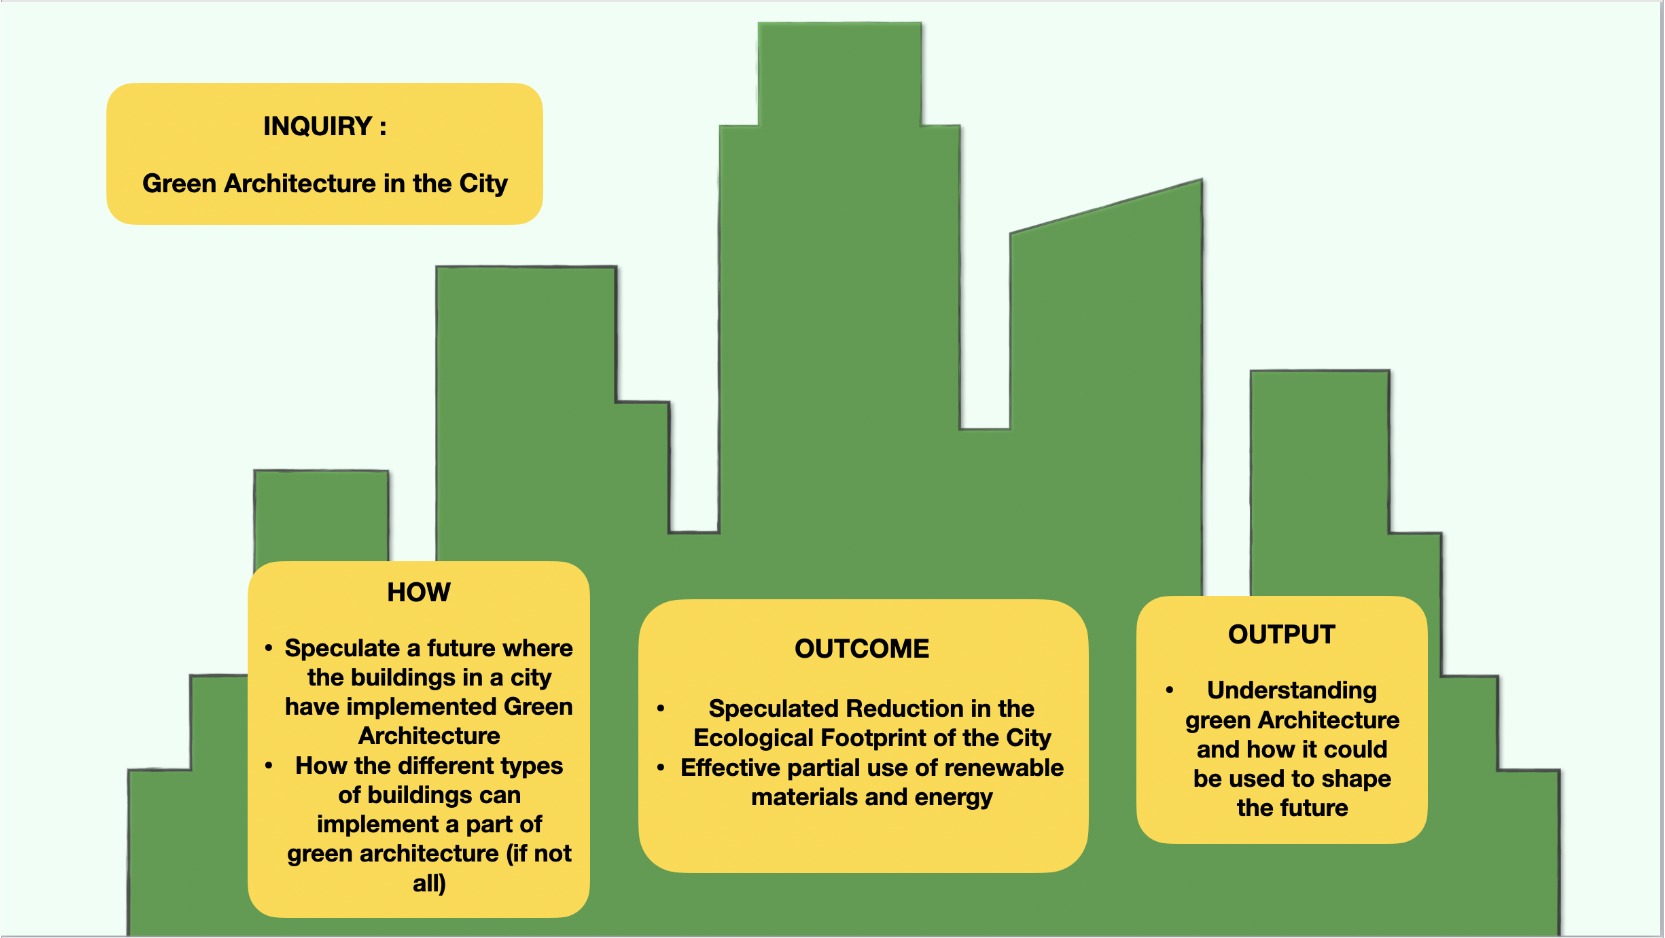 INQUIRY :
Green Architecture in the City
HOW
• Speculate a future where
the buildings in a city
have implemented Green
Architecture
• How the different types
of buildings can
implement a part of
green architecture (if not
all)
OUTCOME
• Speculated Reduction in the
Ecological Footprint of the City
• Effective partial use of renewable
materials and energy
OUTPUT
• Understanding
green Architecture
and how it could
be used to shape
the future